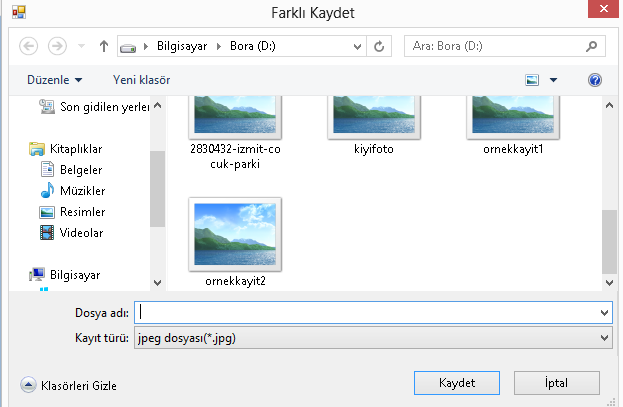 Farklı Kaydet
Bilgisayar
Bora (D:)
Ara: Bora (D:)
Düzenle
Yeni klasör
Son gidilen yerler
Kitaplıklar
Belgeler
Müzikler
Resimler
Videolar
Bilgisayar
2830432-izmit-co
cuk-parki
kiyifoto
ornekkayit1
ornekkayit2
Dosya adı:
Kayıt türü:
jpeg dosyası(*.jpg)
Klasörleri Gizle
Kaydet
İptal